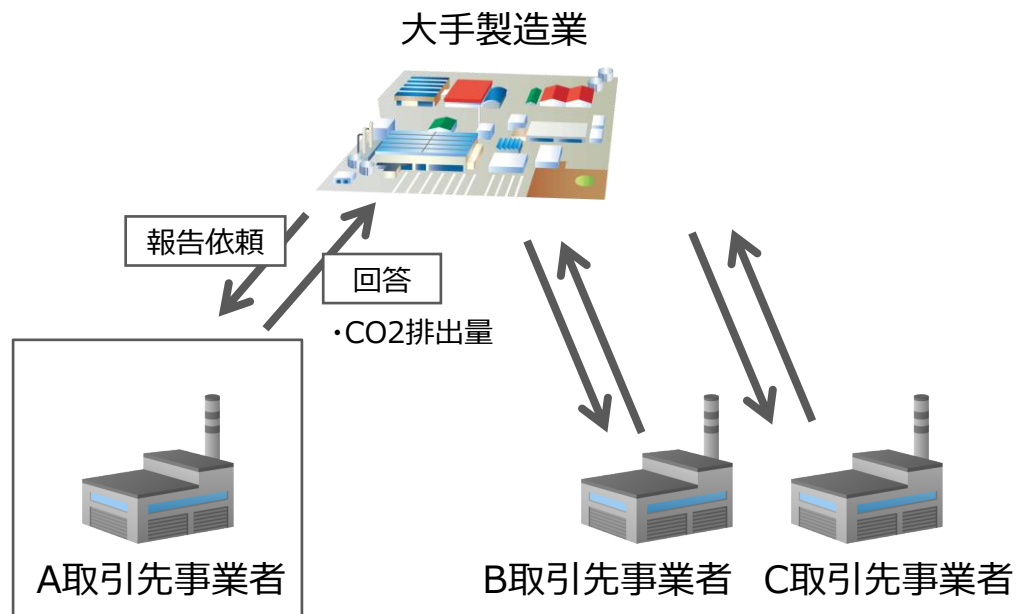 大手製造業
報告依頼
回答
・CO2排出量
A取引先事業者
B取引先事業者
C取引先事業者